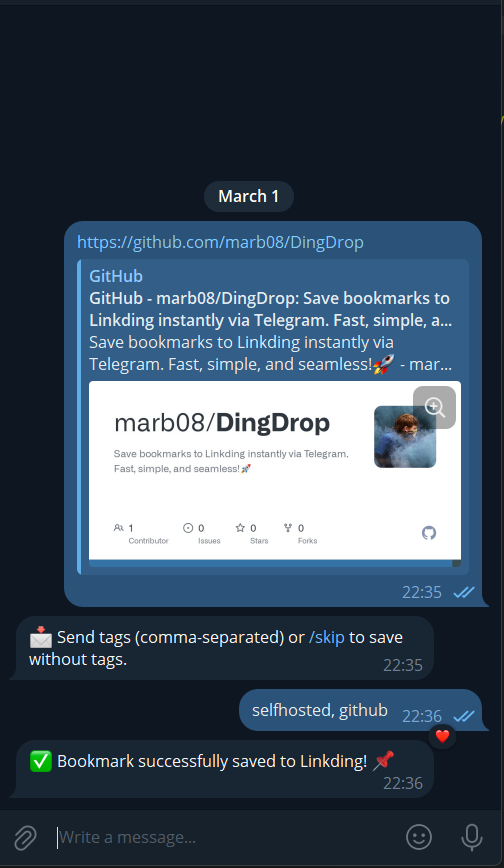 March 1
https://github.com/marb08/DingDrop
GitHub
GitHub - marb08/DingDrop: Save bookmarks to
Linkding instantly via Telegram. Fast, simple, a...
Save bookmarks to Linkding instantly via
Telegram. Fast, simple, and seamless!🚀 - mar...
marb08/DingDrop
Save bookmarks to Linkding instantly via Telegram.
Fast, simple, and seamless!🚀
1 0 0 0
Contributor Issues Stars Forks
22:35
📩 Send tags (comma-separated) or /skip to save
without tags.
22:35
selfhosted, github 22:36
✅ Bookmark successfully saved to Linkding! 📌
22:36
Write a message...